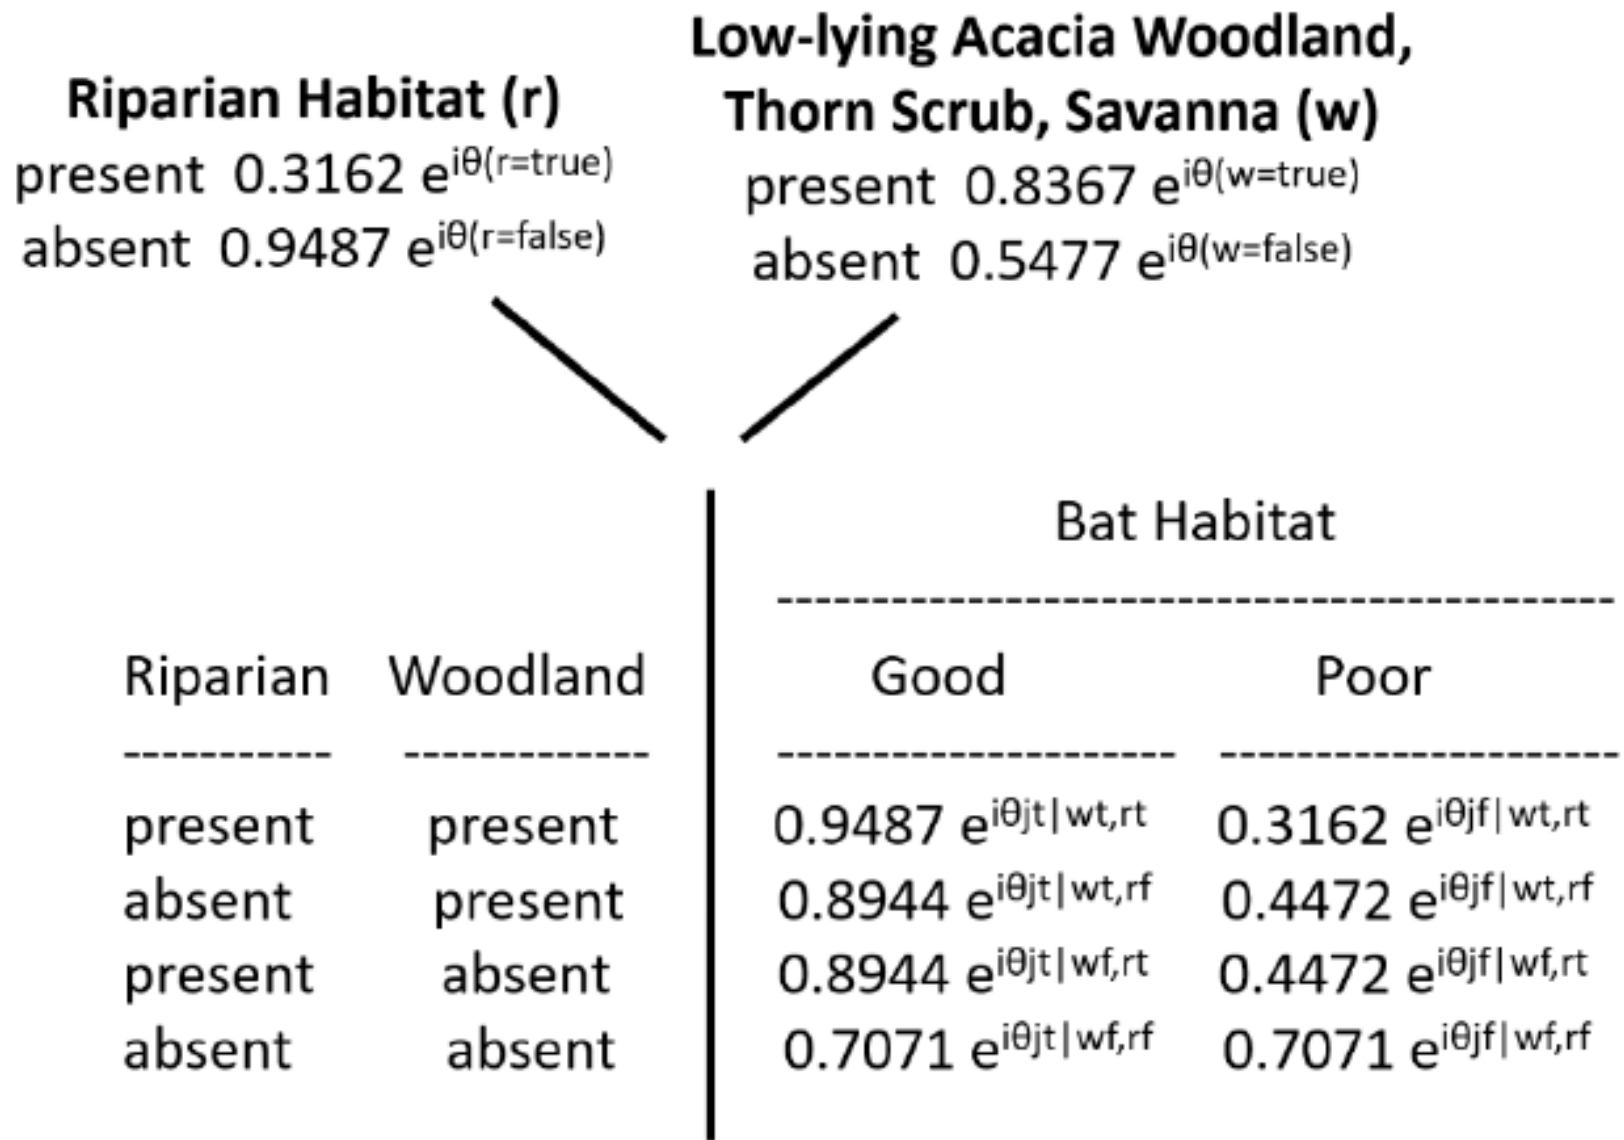 Riparian Habitat (r)
present 0.3162 e^iθ(r=true)
absent 0.9487 e^iθ(r=false)
Low-lying Acacia Woodland,
Thorn Scrub, Savanna (w)
present 0.8367 e^iθ(w=true)
absent 0.5477 e^iθ(w=false)
Bat Habitat
-------------------------------------------
Riparian Woodland Good Poor
----------- ------------- --------------------- ---------------------
present present 0.9487 e^iθjt|wt,rt 0.3162 e^iθjf|wt,rt
absent present 0.8944 e^iθjt|wt,rf 0.4472 e^iθjf|wt,rf
present absent 0.8944 e^iθjt|wf,rt 0.4472 e^iθjf|wf,rt
absent absent 0.7071 e^iθjt|wf,rf 0.7071 e^iθjf|wf,rf